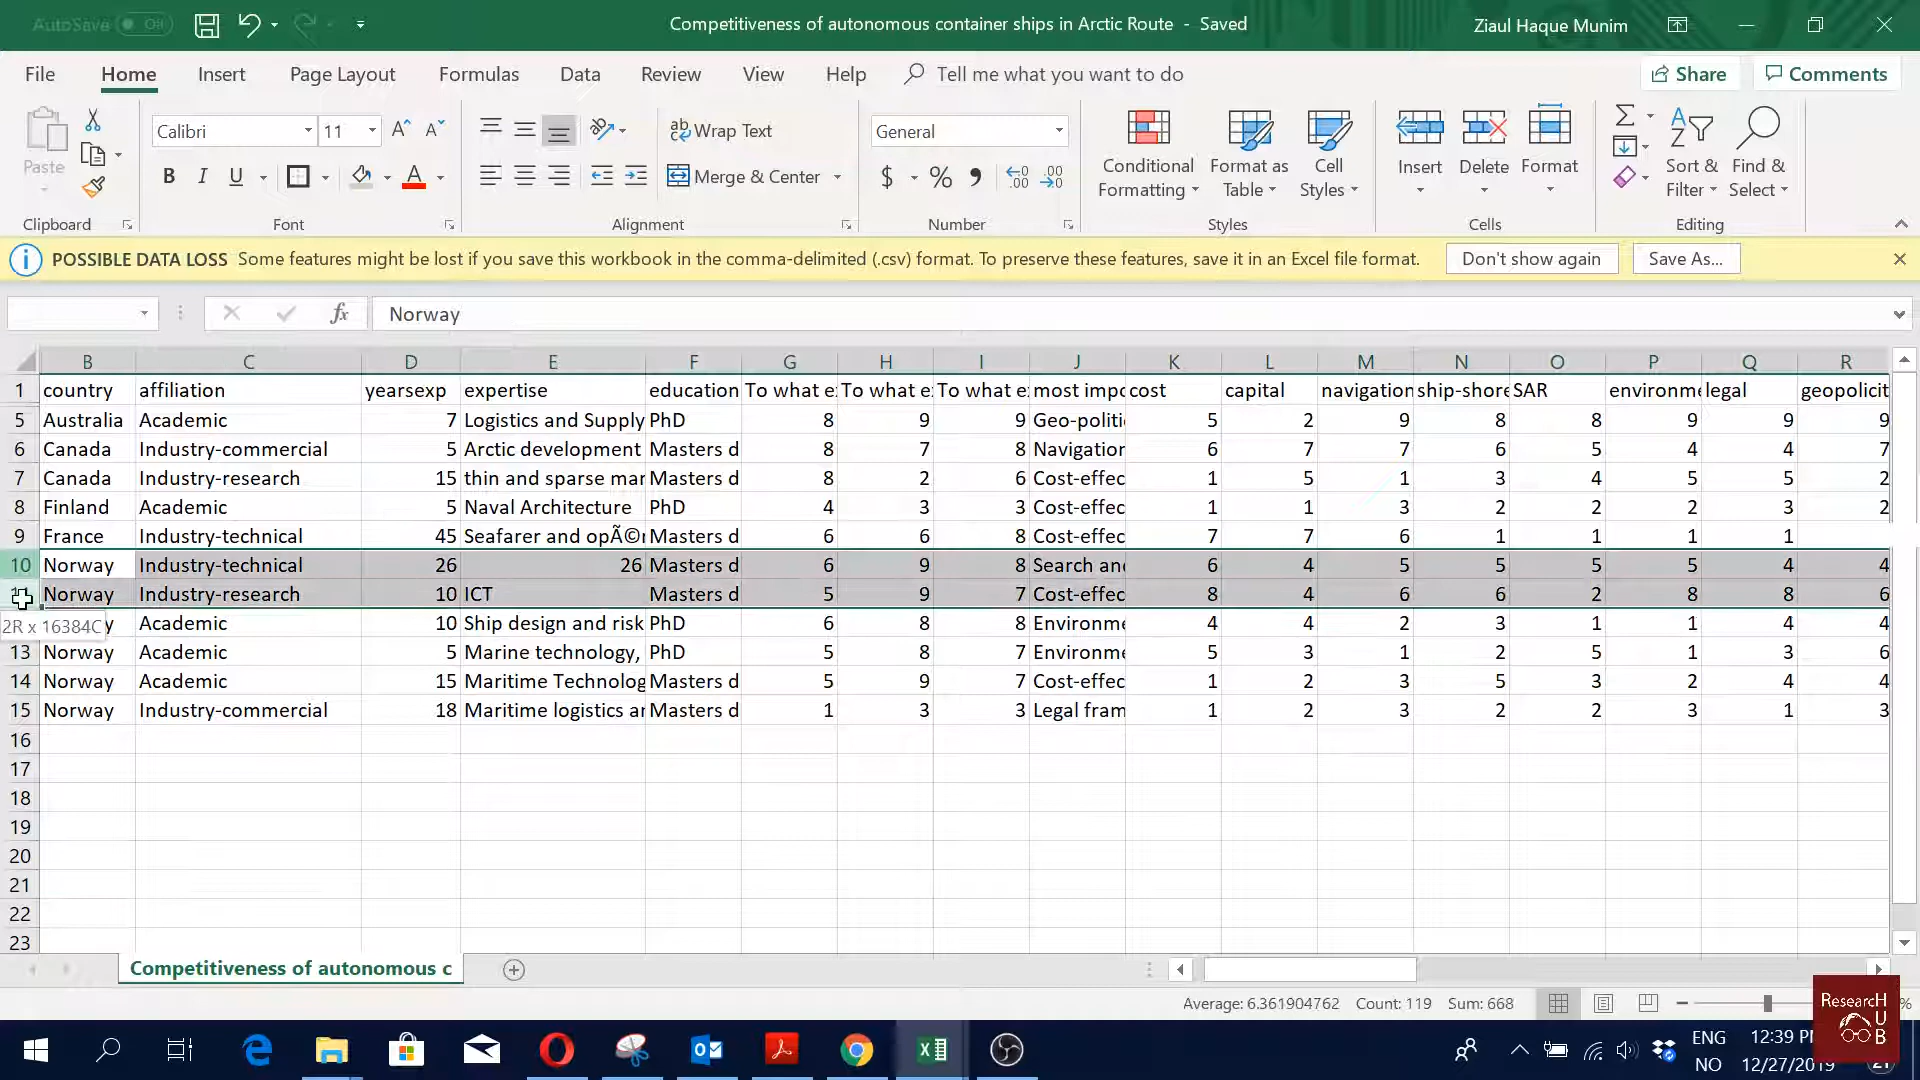 AutoSave Off Competitiveness of autonomous container ships in Arctic Route - Saved Ziaul Haque Munim
File Home Insert Page Layout Formulas Data Review View Help Tell me what you want to do Share Comments
Paste Calibri 11 Wrap Text General Conditional Formatting Format as Table Cell Styles Insert Delete Format Sort & Filter Find & Select
B I U A Merge & Center $ %
Clipboard Font Alignment Number Styles Cells Editing
POSSIBLE DATA LOSS Some features might be lost if you save this workbook in the comma-delimited (.csv) format. To preserve these features, save it in an Excel file format. Don't show again Save As...
fx Norway
B C D E F G H I J K L M N O P Q R
1 country affiliation yearsexp expertise education To what e To what e To what e most impo cost capital navigation ship-shore SAR environme legal geopolicit
5 Australia Academic 7 Logistics and Supply PhD 8 9 9 Geo-politi 5 2 9 8 8 9 9 9
6 Canada Industry-commercial 5 Arctic development Masters d 8 7 8 Navigation 6 7 7 6 5 4 4 7
7 Canada Industry-research 15 thin and sparse mar Masters d 8 2 6 Cost-effec 1 5 1 3 4 5 5 2
8 Finland Academic 5 Naval Architecture PhD 4 3 3 Cost-effec 1 1 3 2 2 2 3 2
9 France Industry-technical 45 Seafarer and opÃ©r Masters d 6 6 8 Cost-effec 7 7 6 1 1 1 1
10 Norway Industry-technical 26 26 Masters d 6 9 8 Search and 6 4 5 5 5 5 4 4
Norway Industry-research 10 ICT Masters d 5 9 7 Cost-effec 8 4 6 6 2 8 8 6
2R x 16384C y Academic 10 Ship design and risk PhD 6 8 8 Environme 4 4 2 3 1 1 4 4
13 Norway Academic 5 Marine technology, PhD 5 8 7 Environme 5 3 1 2 5 1 3 6
14 Norway Academic 15 Maritime Technolog Masters d 5 9 7 Cost-effec 1 2 3 5 3 2 4 4
15 Norway Industry-commercial 18 Maritime logistics ar Masters d 1 3 3 Legal fram 1 2 3 2 2 3 1 3
16
17
18
19
20
21
22
23
Competitiveness of autonomous c
Average: 6.361904762 Count: 119 Sum: 668 %
ResearcH U B
ENG 12:39 PM
NO 12/27/2019